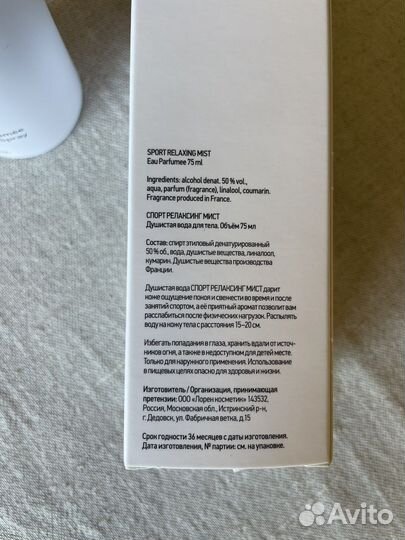 SPORT RELAXING MIST
Eau Parfumee 75 ml
Ingredients: alcohol denat. 50 % vol.,
aqua, parfum (fragrance), linalool, coumarin.
Fragrance produced in France.
СПОРТ РЕЛАКСИНГ МИСТ
Душистая вода для тела. Объём 75 мл
Состав: спирт этиловый денатурированный
50 % об., вода, душистые вещества, линалоол,
кумарин. Душистые вещества производства
Франции.
Душистая вода СПОРТ РЕЛАКСИНГ МИСТ дарит
коже ощущение покоя и свежести во время и после
занятий спортом, а её приятный аромат позволит вам
расслабиться после физических нагрузок. Распылять
воду на кожу тела с расстояния 15–20 см.
Избегать попадания в глаза, хранить вдали от источ-
ников огня, а также в недоступном для детей месте.
Только для наружного применения. Использование
в пищевых целях опасно для здоровья и жизни.
Изготовитель / Организация, принимающая
претензии: ООО «Лорен косметик» 143532,
Россия, Московская обл., Истринский р-н,
г. Дедовск, ул. Фабричная ветка, д.15
Срок годности 36 месяцев с даты изготовления.
Дата изготовления, № партии: см. на упаковке.
Avito